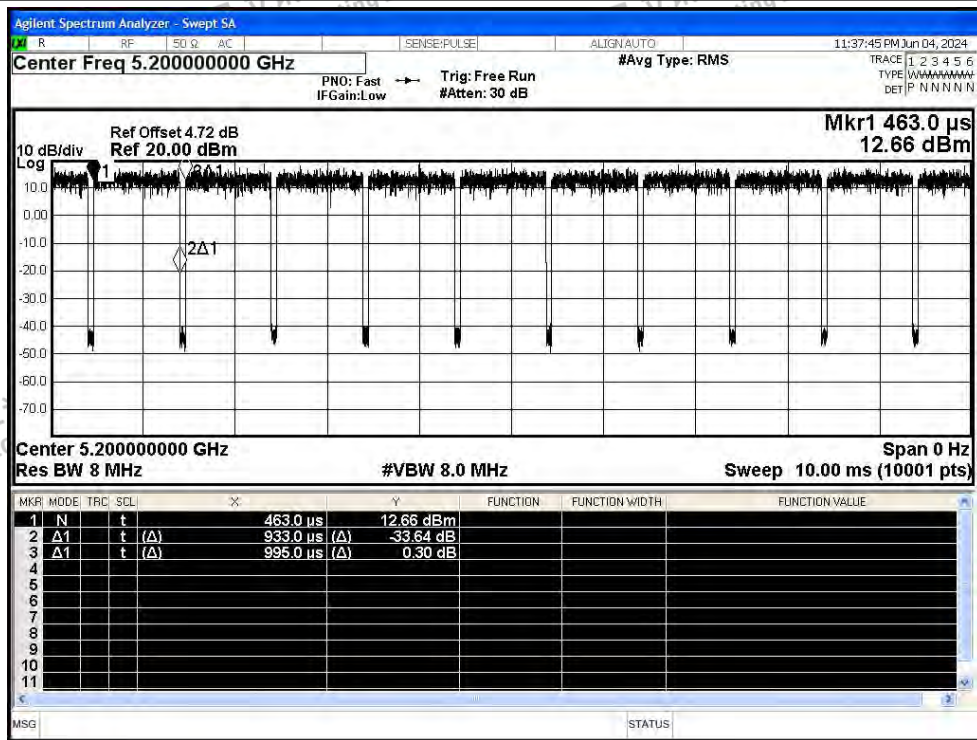 Agilent Spectrum Analyzer - Swept SA
R RF 50 Ω AC SENSE:PULSE ALIGN AUTO 11:37:45 PM Jun 04, 2024
Center Freq 5.200000000 GHz
#Avg Type: RMS
TRACE 1 2 3 4 5 6
PNO: Fast
Trig: Free Run
TYPE WWWWWW
IFGain:Low
#Atten: 30 dB
DET P N N N N N
Mkr1 463.0 µs
12.66 dBm
Ref Offset 4.72 dB
10 dB/div Ref 20.00 dBm
Log
1
3Δ1
10.0
0.00
2Δ1
-10.0
-20.0
-30.0
-40.0
-50.0
-60.0
-70.0
Center 5.200000000 GHz Span 0 Hz
Res BW 8 MHz #VBW 8.0 MHz Sweep 10.00 ms (10001 pts)
MKR MODE TRC SCL X Y FUNCTION FUNCTION WIDTH FUNCTION VALUE
1 N t 463.0 µs 12.66 dBm
2 Δ1 t (Δ) 933.0 µs (Δ) -33.64 dB
3 Δ1 t (Δ) 995.0 µs (Δ) 0.30 dB
4
5
6
7
8
9
10
11
MSG STATUS